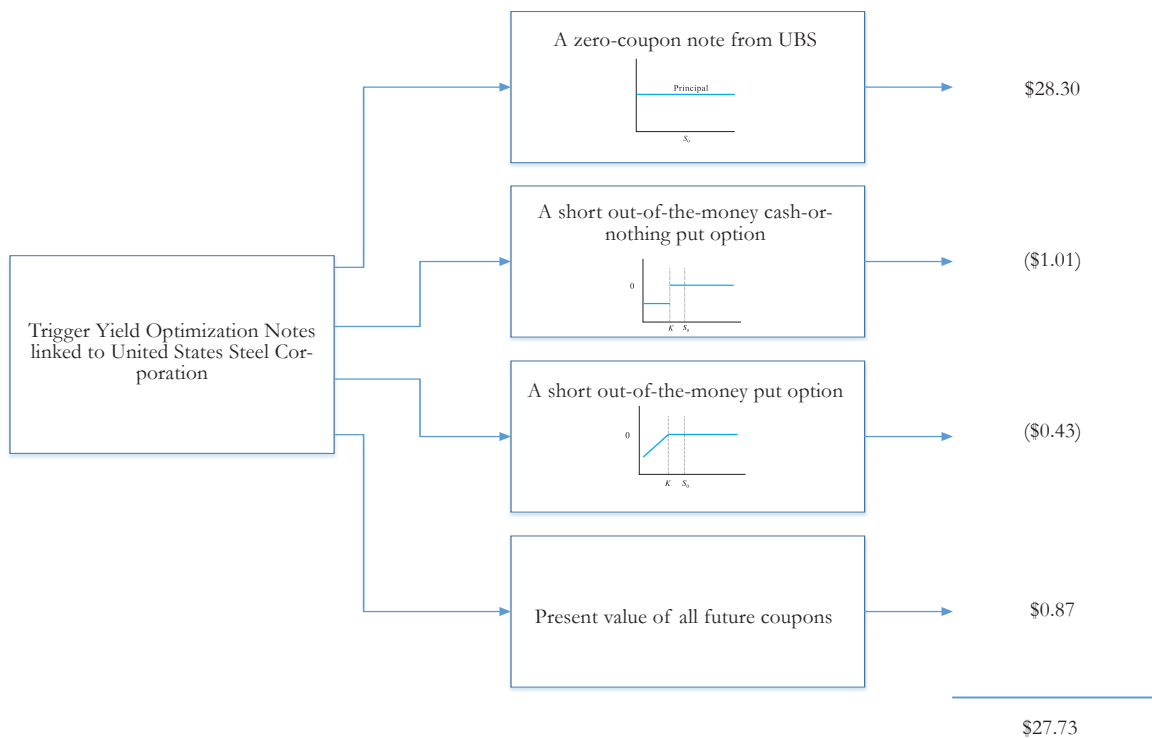 A zero-coupon note from UBS
Principal
S₀
$28.30
A short out-of-the-money cash-or-
nothing put option
0
K
S₀
($1.01)
Trigger Yield Optimization Notes
linked to United States Steel Cor-
poration
A short out-of-the-money put option
0
K
S₀
($0.43)
Present value of all future coupons
$0.87
$27.73